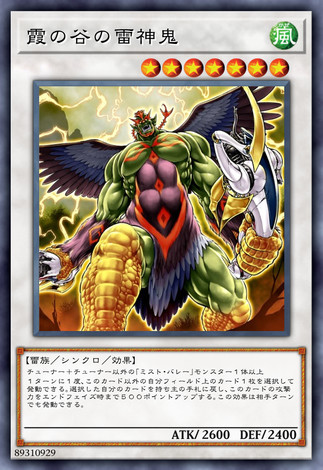 霞の谷の雷神鬼
風
【雷族／シンクロ／効果】
チューナー＋チューナー以外の「ミスト・バレー」モンスター1体以上
1ターンに1度、このカード以外の自分フィールド上のカード1枚を選択して
発動できる。選択した自分のカードを持ち主の手札に戻し、このカードの攻撃
力をエンドフェイズ時まで500ポイントアップする。この効果は相手ターン
でも発動できる。
ATK/ 2600 DEF/ 2400
89310929